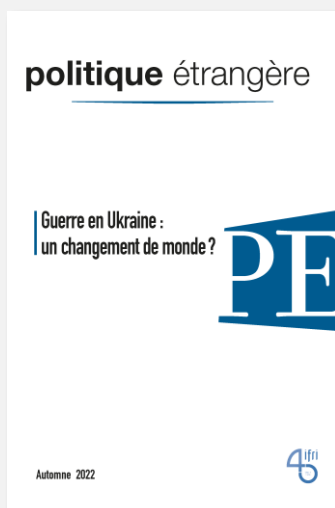 politique étrangère
Guerre en Ukraine :
un changement de monde ?
PE
ifri
Automne 2022